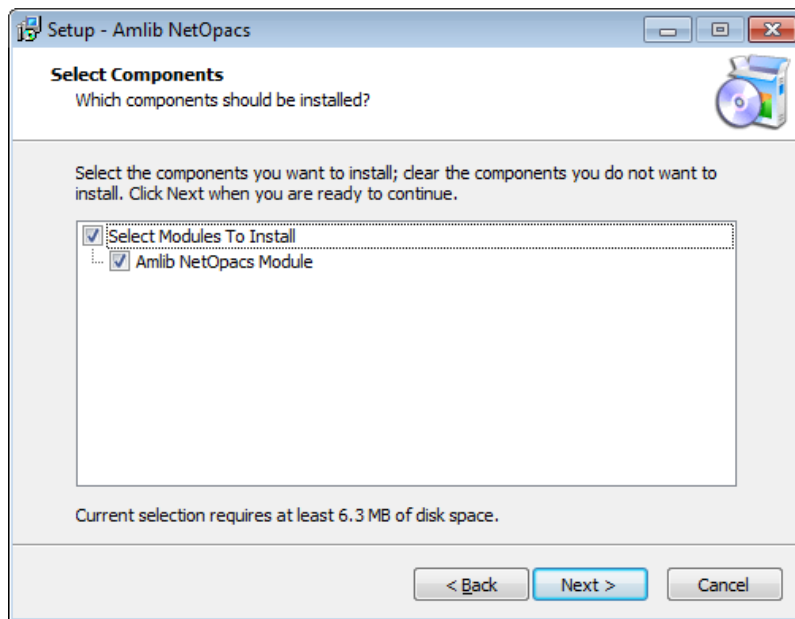 Setup - Amlib NetOpacs
Select Components
Which components should be installed?
Select the components you want to install; clear the components you do not want to
install. Click Next when you are ready to continue.
Select Modules To Install
Amlib NetOpacs Module
Current selection requires at least 6.3 MB of disk space.
< Back
Next >
Cancel